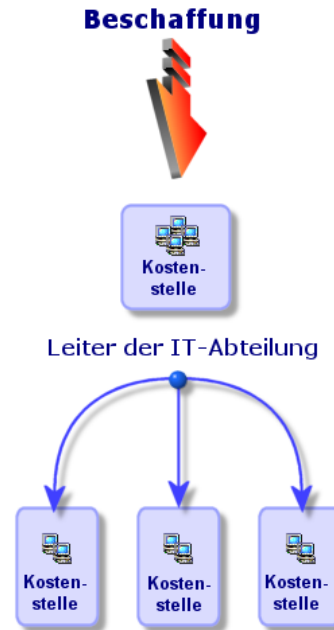 Beschaffung
Kosten-
stelle
Leiter der IT-Abteilung
Kosten-
stelle
Kosten-
stelle
Kosten-
stelle